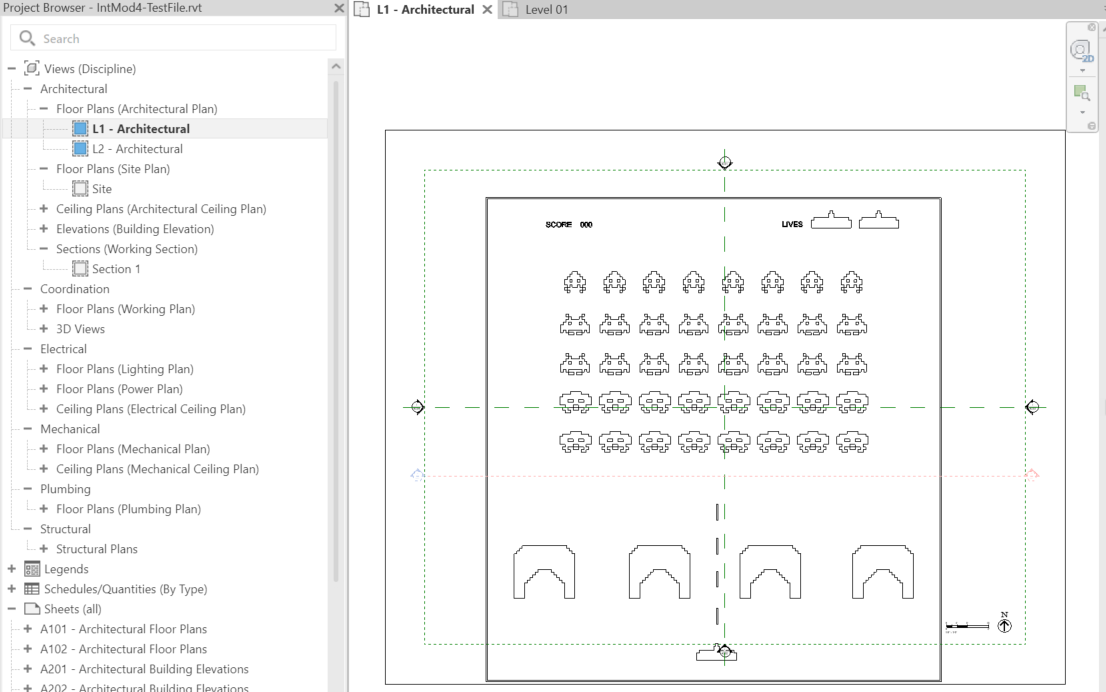 Project Browser - IntMod4-TestFile.rvt
Search
Views (Discipline)
Architectural
Floor Plans (Architectural Plan)
L1 - Architectural
L2 - Architectural
Floor Plans (Site Plan)
Site
Ceiling Plans (Architectural Ceiling Plan)
Elevations (Building Elevation)
Sections (Working Section)
Section 1
Coordination
Floor Plans (Working Plan)
3D Views
Electrical
Floor Plans (Lighting Plan)
Floor Plans (Power Plan)
Ceiling Plans (Electrical Ceiling Plan)
Mechanical
Floor Plans (Mechanical Plan)
Ceiling Plans (Mechanical Ceiling Plan)
Plumbing
Floor Plans (Plumbing Plan)
Structural
Structural Plans
Legends
Schedules/Quantities (By Type)
Sheets (all)
A101 - Architectural Floor Plans
A102 - Architectural Floor Plans
A201 - Architectural Building Elevations
A202 - Architectural Building Elevations
L1 - Architectural
Level 01
2D
SCORE 000
LIVES
N